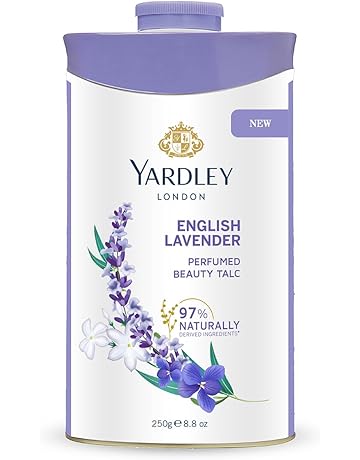 NEW
YARDLEY
LONDON
ENGLISH
LAVENDER
PERFUMED
BEAUTY TALC
97%
NATURALLY
DERIVED INGREDIENTS*
250g e 8.8 oz